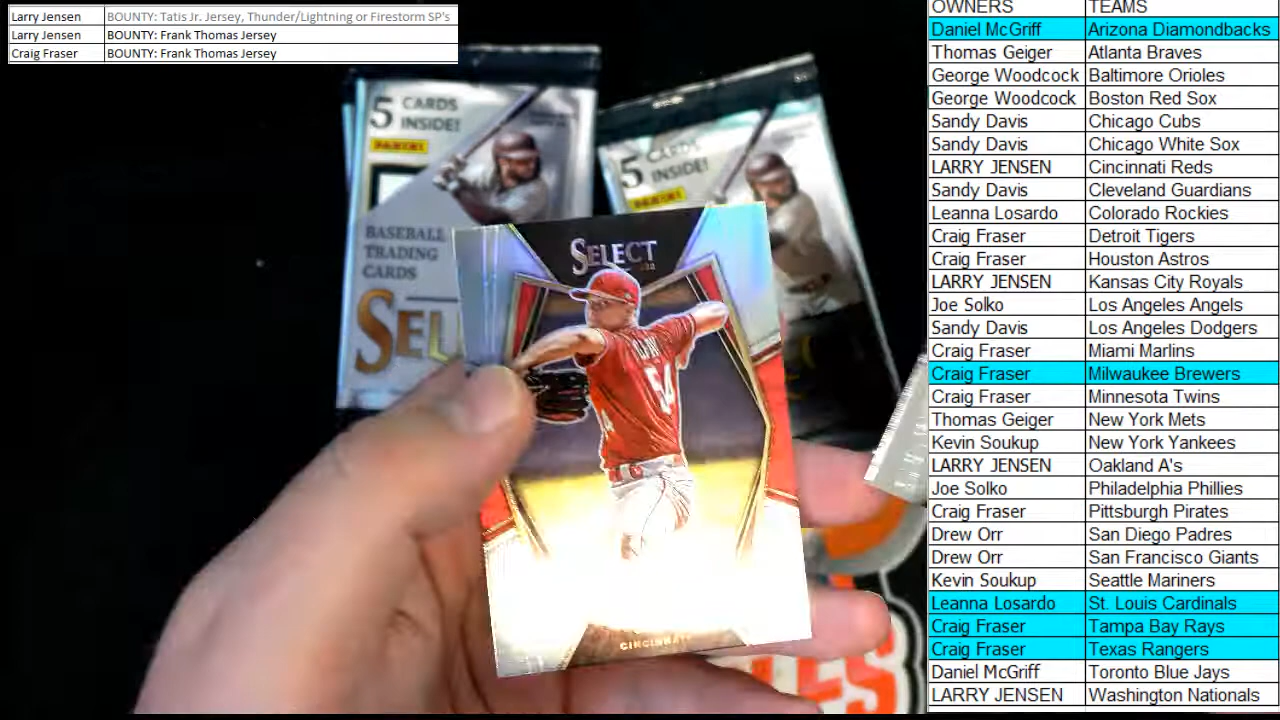 Larry Jensen BOUNTY: Tatis Jr. Jersey, Thunder/Lightning or Firestorm SP's
Larry Jensen BOUNTY: Frank Thomas Jersey
Craig Fraser BOUNTY: Frank Thomas Jersey
5 CARDS INSIDE!
PANINI
BASEBALL
TRADING
CARDS
5 CARDS INSIDE!
PANINI
SELECT
54
OWNERS TEAMS
Daniel McGriff Arizona Diamondbacks
Thomas Geiger Atlanta Braves
George Woodcock Baltimore Orioles
George Woodcock Boston Red Sox
Sandy Davis Chicago Cubs
Sandy Davis Chicago White Sox
LARRY JENSEN Cincinnati Reds
Sandy Davis Cleveland Guardians
Leanna Losardo Colorado Rockies
Craig Fraser Detroit Tigers
Craig Fraser Houston Astros
LARRY JENSEN Kansas City Royals
Joe Solko Los Angeles Angels
Sandy Davis Los Angeles Dodgers
Craig Fraser Miami Marlins
Craig Fraser Milwaukee Brewers
Craig Fraser Minnesota Twins
Thomas Geiger New York Mets
Kevin Soukup New York Yankees
LARRY JENSEN Oakland A's
Joe Solko Philadelphia Phillies
Craig Fraser Pittsburgh Pirates
Drew Orr San Diego Padres
Drew Orr San Francisco Giants
Kevin Soukup Seattle Mariners
Leanna Losardo St. Louis Cardinals
Craig Fraser Tampa Bay Rays
Craig Fraser Texas Rangers
Daniel McGriff Toronto Blue Jays
LARRY JENSEN Washington Nationals